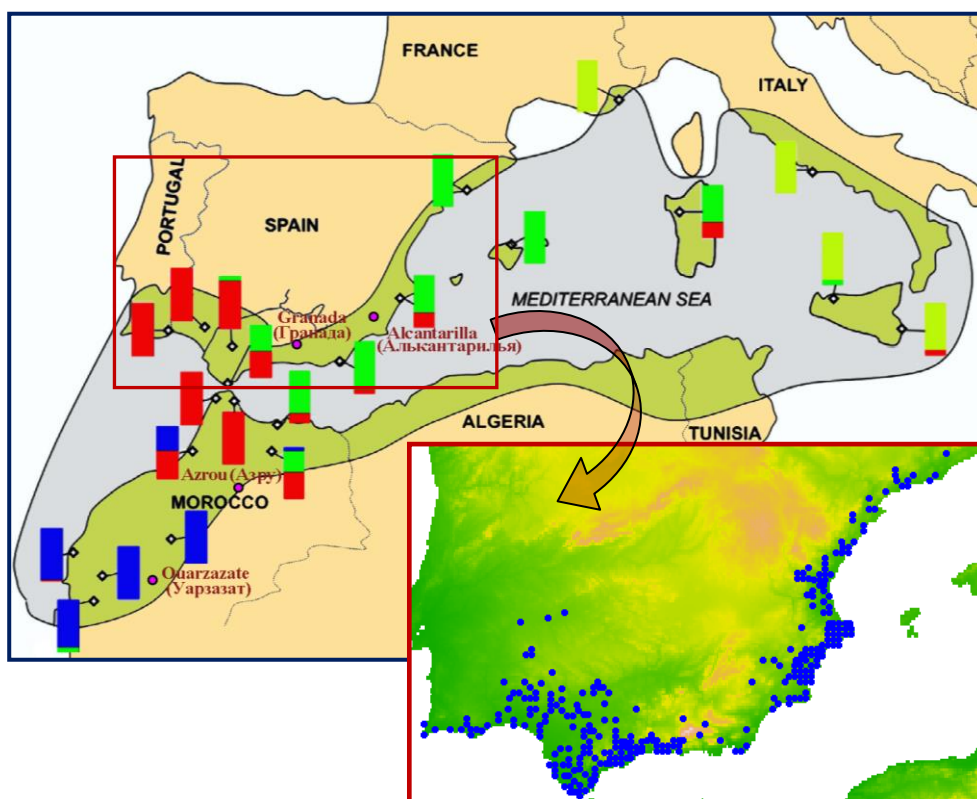 FRANCE
ITALY
PORTUGAL
SPAIN
MEDITERRANEAN SEA
Granada
(Гранада)
Alcantarilla
(Алькантарилья)
ALGERIA
TUNISIA
Azrou (Азру)
MOROCCO
Ouarzazate
(Уарзазат)